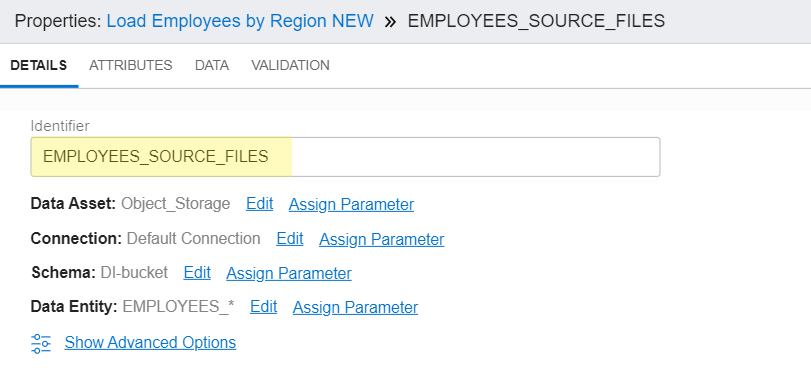 Properties: Load Employees by Region NEW » EMPLOYEES_SOURCE_FILES
DETAILS ATTRIBUTES DATA VALIDATION
Identifier
EMPLOYEES_SOURCE_FILES
Data Asset: Object_Storage Edit Assign Parameter
Connection: Default Connection Edit Assign Parameter
Schema: DI-bucket Edit Assign Parameter
Data Entity: EMPLOYEES_* Edit Assign Parameter
Show Advanced Options